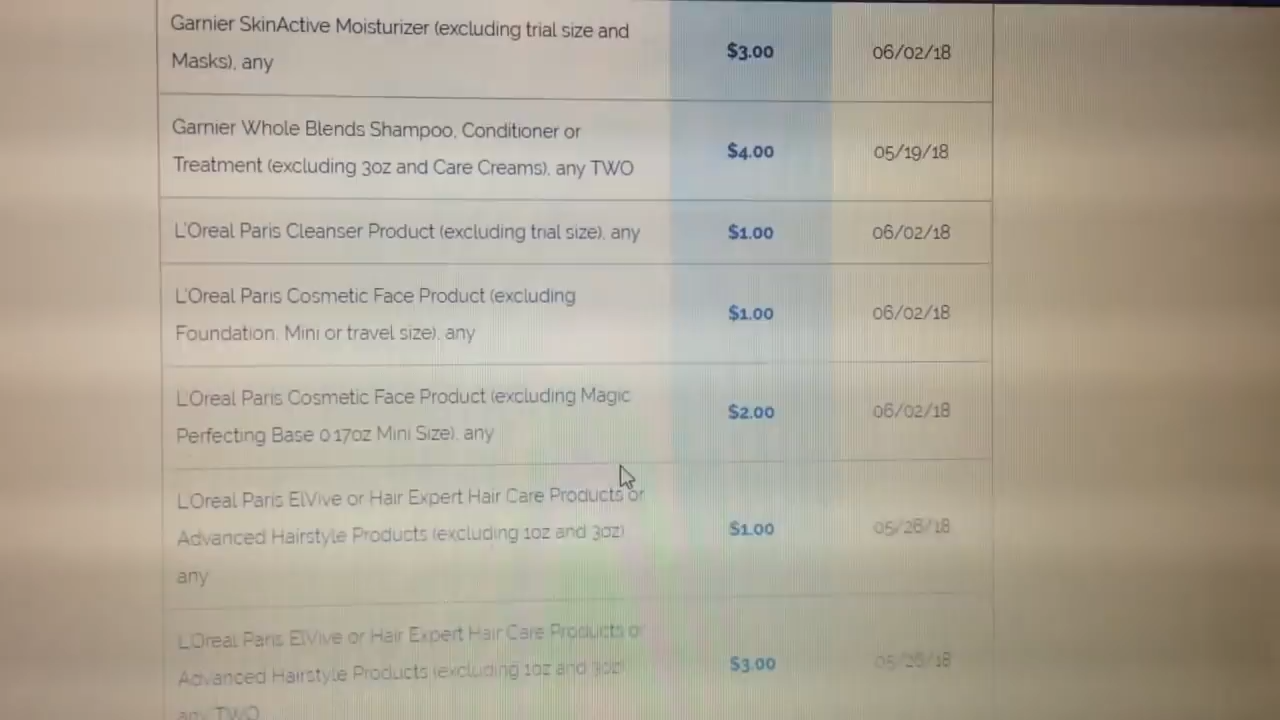 Garnier SkinActive Moisturizer (excluding trial size and
Masks), any
$3.00
06/02/18
Garnier Whole Blends Shampoo, Conditioner or
Treatment (excluding 3oz and Care Creams), any TWO
$4.00
05/19/18
L'Oreal Paris Cleanser Product (excluding trial size), any
$1.00
06/02/18
L'Oreal Paris Cosmetic Face Product (excluding
Foundation, Mini or travel size), any
$1.00
06/02/18
L'Oreal Paris Cosmetic Face Product (excluding Magic
Perfecting Base 0.17oz Mini Size), any
$2.00
06/02/18
L'Oreal Paris ElVive or Hair Expert Hair Care Products or
Advanced Hairstyle Products (excluding 1oz and 3oz)
any
$1.00
05/26/18
L'Oreal Paris ElVive or Hair Expert Hair Care Products or
Advanced Hairstyle Products (excluding 1oz and 3oz)
any TWO
$3.00
05/26/18